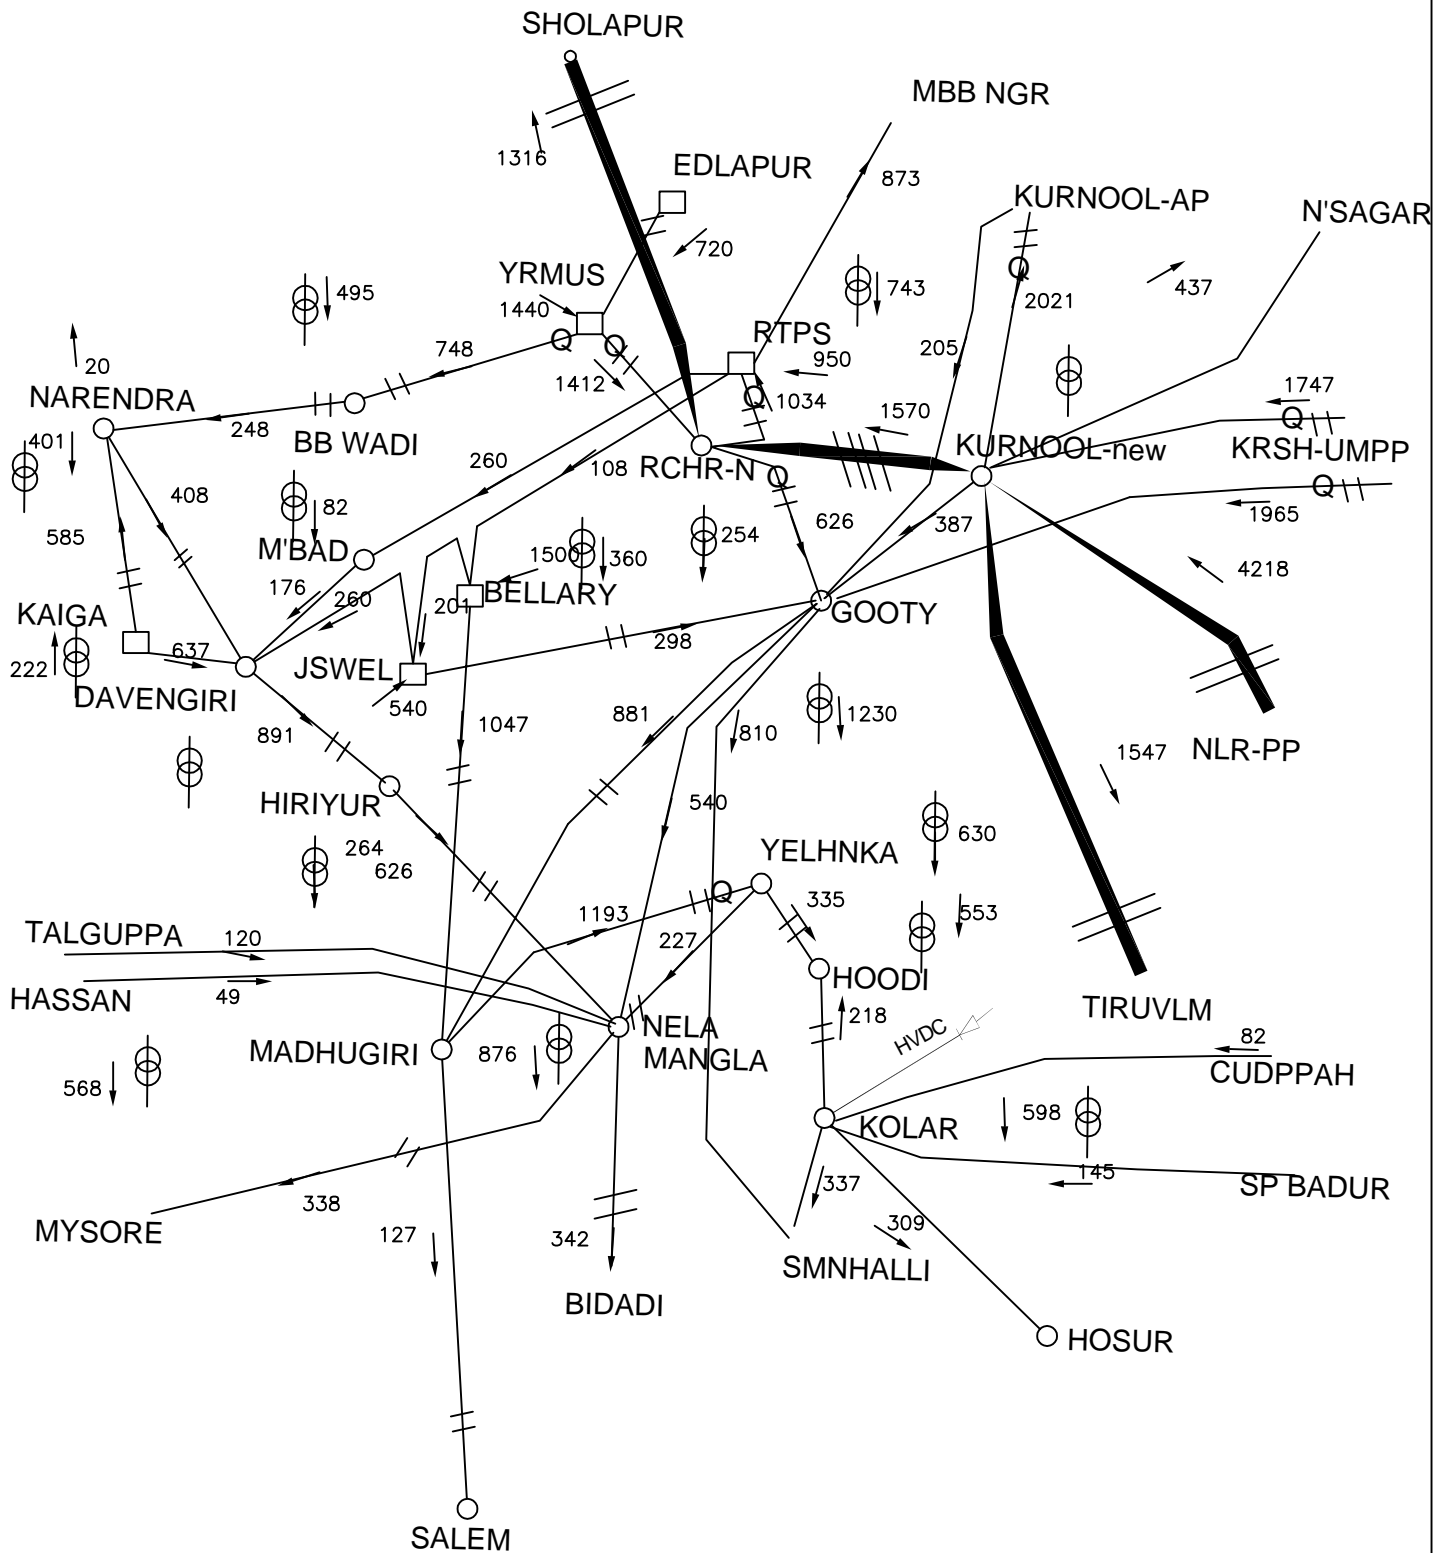 SHOLAPUR
MBB NGR
1316
EDLAPUR
873
KURNOOL-AP
N'SAGAR
720
YRMUS
Q
495
1440
743
2021
437
RTPS
Q
Q
748
205
950
20
1412
1747
NARENDRA
Q
1034
1570
Q
248
BB WADI
401
KURNOOL-new
KRSH-UMPP
260
108
RCHR-N
Q
Q
408
82
626
387
1965
585
254
M'BAD
1500
360
4218
176
260
201
BELLARY
KAIGA
GOOTY
637
298
222
JSWEL
DAVENGIRI
540
881
1230
891
1047
810
1547
NLR-PP
HIRIYUR
540
264
630
626
YELHNKA
Q
335
TALGUPPA
120
1193
553
227
HASSAN
49
HOODI
218
TIRUVLM
NELA
MANGLA
HVDC
82
MADHUGIRI
876
CUDPPAH
568
598
KOLAR
145
337
SP BADUR
338
MYSORE
127
342
309
SMNHALLI
BIDADI
HOSUR
SALEM